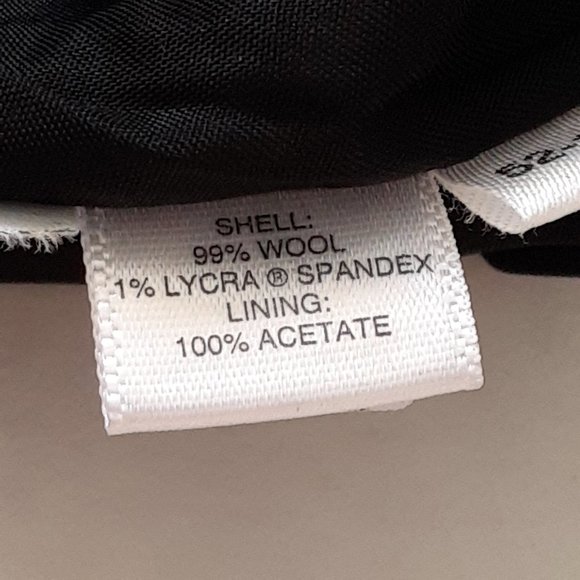 SHELL:
99% WOOL
1% LYCRA ® SPANDEX
LINING:
100% ACETATE